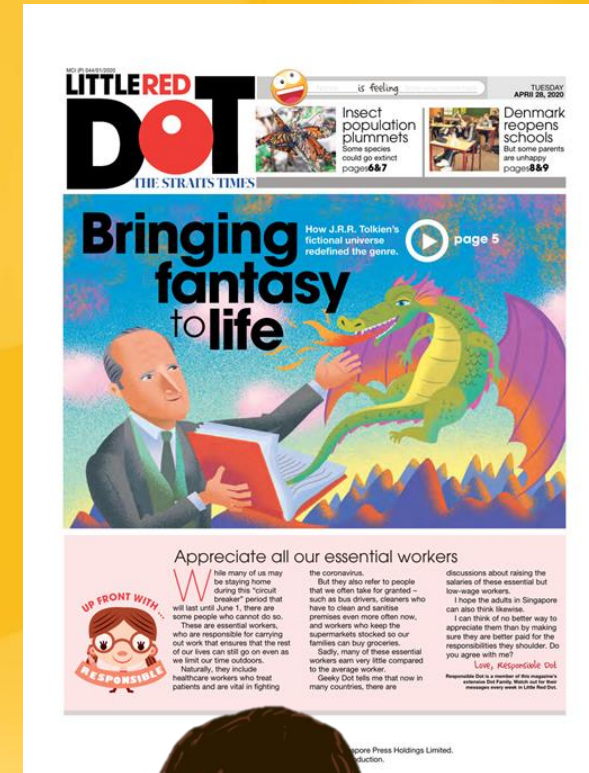 MCI (P) 044/01/2020
LITTLE RED
DOT
THE STRAITS TIMES
is feeling
TUESDAY
APRIL 28, 2020
Insect
population
plummets
Some species
could go extinct
pages6&7
Denmark
reopens
schools
But some parents
are unhappy
pages8&9
Bringing
fantasy
to life
How J.R.R. Tolkien's
fictional universe
redefined the genre.
page 5
Appreciate all our essential workers
UP FRONT WITH...
RESPONSIBLE
While many of us may
be staying home
during this "circuit
breaker" period that
will last until June 1, there are
some people who cannot do so.
These are essential workers,
who are responsible for carrying
out work that ensures that the rest
of our lives can still go on even as
we limit our time outdoors.
Naturally, they include
healthcare workers who treat
patients and are vital in fighting
the coronavirus.
But they also refer to people
that we often take for granted –
such as bus drivers, cleaners who
have to clean and sanitise
premises even more often now,
and workers who keep the
supermarkets stocked so our
families can buy groceries.
Sadly, many of these essential
workers earn very little compared
to the average worker.
Geeky Dot tells me that now in
many countries, there are
discussions about raising the
salaries of these essential but
low-wage workers.
I hope the adults in Singapore
can also think likewise.
I can think of no better way to
appreciate them than by making
sure they are better paid for the
responsibilities they shoulder. Do
you agree with me?
Love, Responsible Dot
Responsible Dot is a member of this magazine's
extensive Dot Family. Watch out for their
messages every week in Little Red Dot.
pore Press Holdings Limited.
duction.